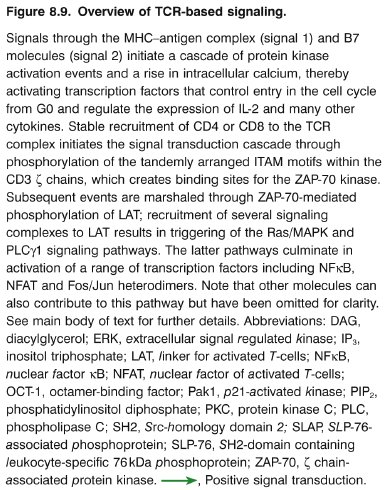 Figure 8.9. Overview of TCR-based signaling.
Signals through the MHC–antigen complex (signal 1) and B7
molecules (signal 2) initiate a cascade of protein kinase
activation events and a rise in intracellular calcium, thereby
activating transcription factors that control entry in the cell cycle
from G0 and regulate the expression of IL-2 and many other
cytokines. Stable recruitment of CD4 or CD8 to the TCR
complex initiates the signal transduction cascade through
phosphorylation of the tandemly arranged ITAM motifs within the
CD3 ζ chains, which creates binding sites for the ZAP-70 kinase.
Subsequent events are marshaled through ZAP-70-mediated
phosphorylation of LAT; recruitment of several signaling
complexes to LAT results in triggering of the Ras/MAPK and
PLCγ1 signaling pathways. The latter pathways culminate in
activation of a range of transcription factors including NFκB,
NFAT and Fos/Jun heterodimers. Note that other molecules can
also contribute to this pathway but have been omitted for clarity.
See main body of text for further details. Abbreviations: DAG,
diacylglycerol; ERK, extracellular signal regulated kinase; IP₃,
inositol triphosphate; LAT, linker for activated T-cells; NFκB,
nuclear factor κB; NFAT, nuclear factor of activated T-cells;
OCT-1, octamer-binding factor; Pak1, p21-activated kinase; PIP₂,
phosphatidylinositol diphosphate; PKC, protein kinase C; PLC,
phospholipase C; SH2, Src-homology domain 2; SLAP, SLP-76-
associated phosphoprotein; SLP-76, SH2-domain containing
leukocyte-specific 76kDa phosphoprotein; ZAP-70, ζ chain-
associated protein kinase. ⟶, Positive signal transduction.